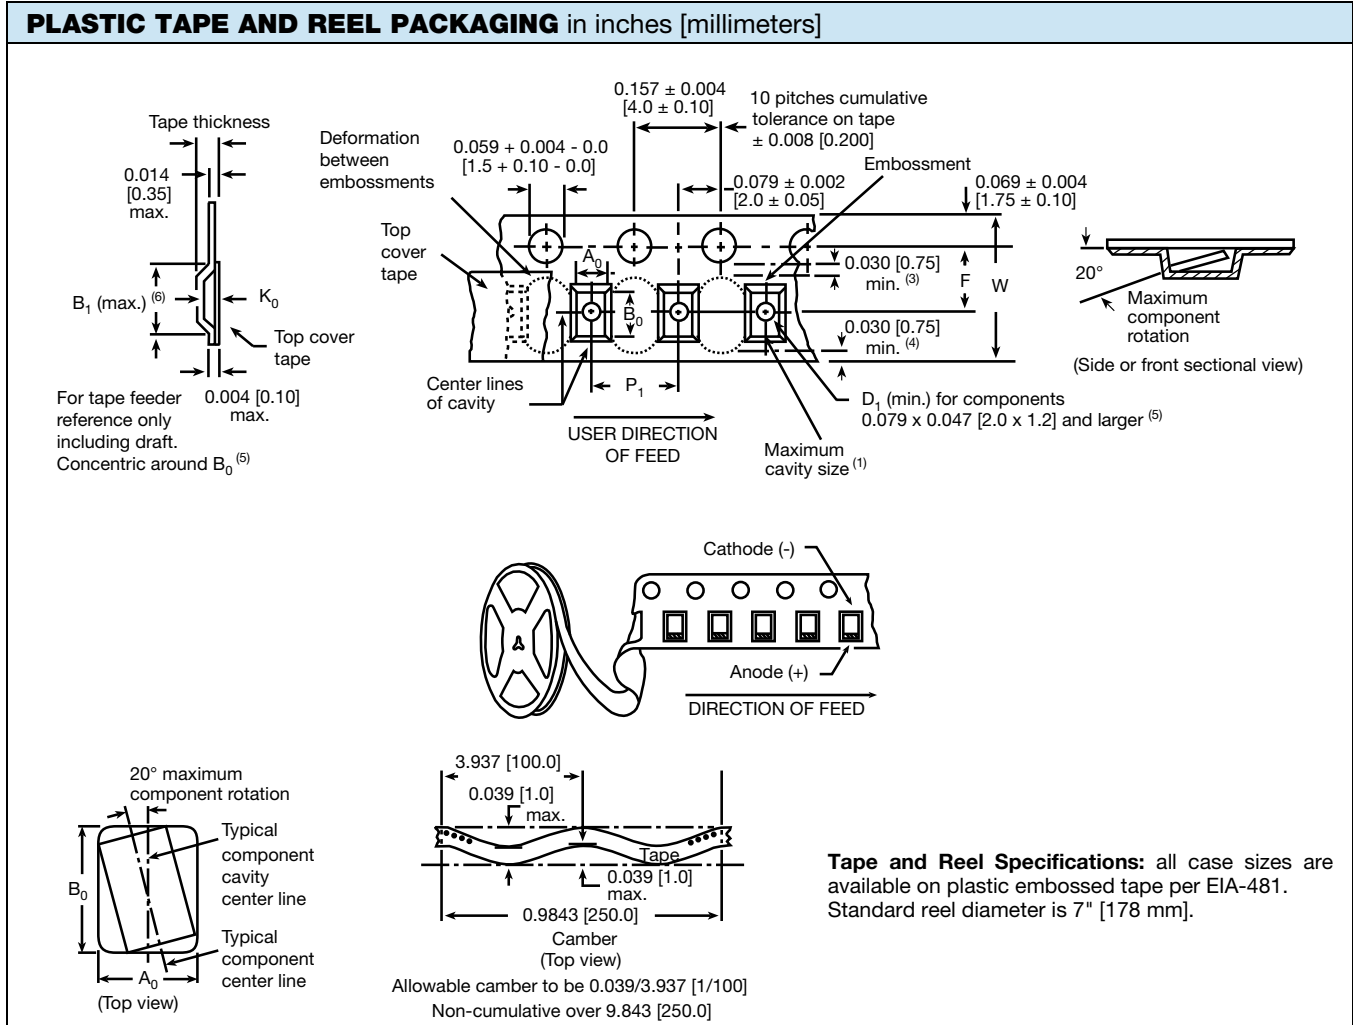 PLASTIC TAPE AND REEL PACKAGING in inches [millimeters]
Tape thickness
0.014
[0.35]
max.
B1 (max.) (6)
K0
Top cover
tape
0.004 [0.10]
max.
For tape feeder
reference only
including draft.
Concentric around B0 (5)
Deformation
between
embossments
Top
cover
tape
0.059 + 0.004 - 0.0
[1.5 + 0.10 - 0.0]
0.157 ± 0.004
[4.0 ± 0.10]
10 pitches cumulative
tolerance on tape
± 0.008 [0.200]
Embossment
0.079 ± 0.002
[2.0 ± 0.05]
0.069 ± 0.004
[1.75 ± 0.10]
A0
B0
0.030 [0.75]
min. (3)
F
W
0.030 [0.75]
min. (4)
Center lines
of cavity
P1
USER DIRECTION
OF FEED
D1 (min.) for components
0.079 x 0.047 [2.0 x 1.2] and larger (5)
Maximum
cavity size (1)
20°
Maximum
component
rotation
(Side or front sectional view)
Cathode (-)
Anode (+)
DIRECTION OF FEED
20° maximum
component rotation
Typical
component
cavity
center line
B0
Typical
component
center line
A0
(Top view)
3.937 [100.0]
0.039 [1.0]
max.
Tape
0.039 [1.0]
max.
0.9843 [250.0]
Camber
(Top view)
Allowable camber to be 0.039/3.937 [1/100]
Non-cumulative over 9.843 [250.0]
Tape and Reel Specifications: all case sizes are
available on plastic embossed tape per EIA-481.
Standard reel diameter is 7" [178 mm].